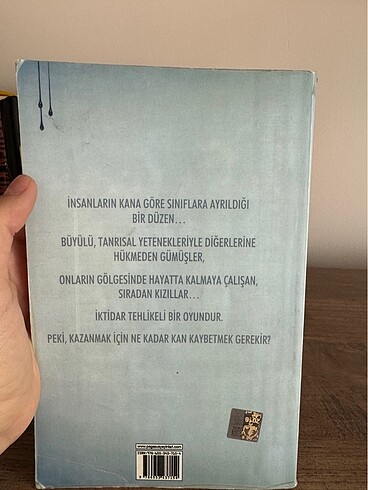 İNSANLARIN KANA GÖRE SINIFLARA AYRILDIĞI
BİR DÜZEN...
BÜYÜLÜ, TANRISAL YETENEKLERİYLE DİĞERLERİNE
HÜKMEDEN GÜMÜŞLER,
ONLARIN GÖLGESİNDE HAYATTA KALMAYA ÇALIŞAN,
SIRADAN KIZILLAR...
İKTİDAR TEHLİKELİ BİR OYUNDUR.
PEKİ, KAZANMAK İÇİN NE KADAR KAN KAYBETMEK GEREKİR?
2016